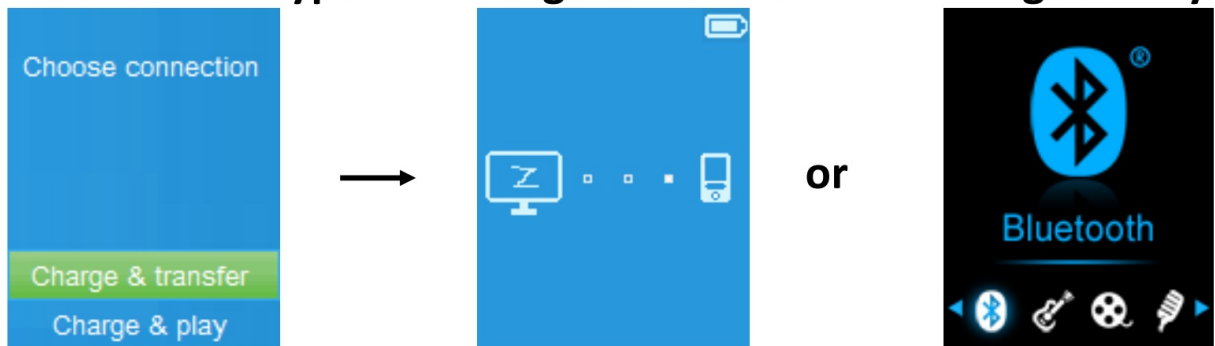 Choose connection
Charge & transfer
Charge & play
Z
or
®
Bluetooth